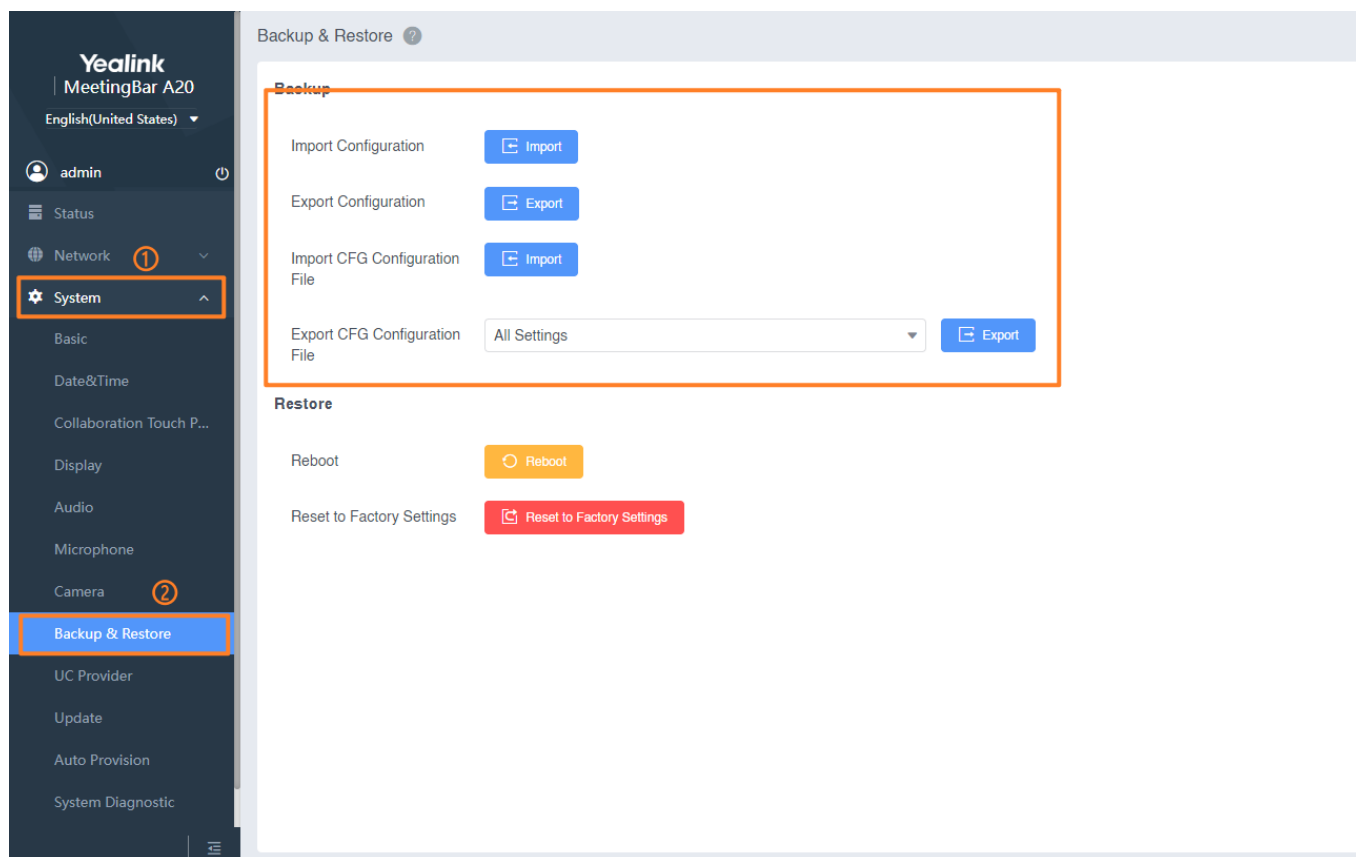 Yealink
MeetingBar A20
English(United States)
admin
Status
Network ①
System
Basic
Date&Time
Collaboration Touch P...
Display
Audio
Microphone
Camera ②
Backup & Restore
UC Provider
Update
Auto Provision
System Diagnostic
Backup & Restore ?
Backup
Import Configuration Import
Export Configuration Export
Import CFG Configuration Import
File
Export CFG Configuration All Settings Export
File
Restore
Reboot Reboot
Reset to Factory Settings Reset to Factory Settings